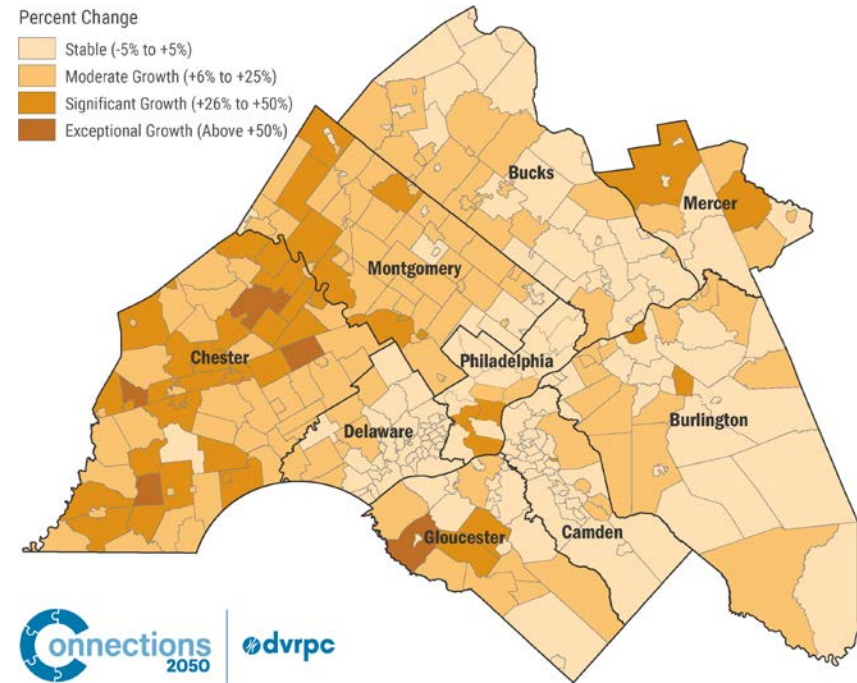 Percent Change
Stable (-5% to +5%)
Moderate Growth (+6% to +25%)
Significant Growth (+26% to +50%)
Exceptional Growth (Above +50%)
Bucks
Mercer
Montgomery
Chester
Philadelphia
Delaware
Burlington
Gloucester
Camden
Connections
2050
dvrpc